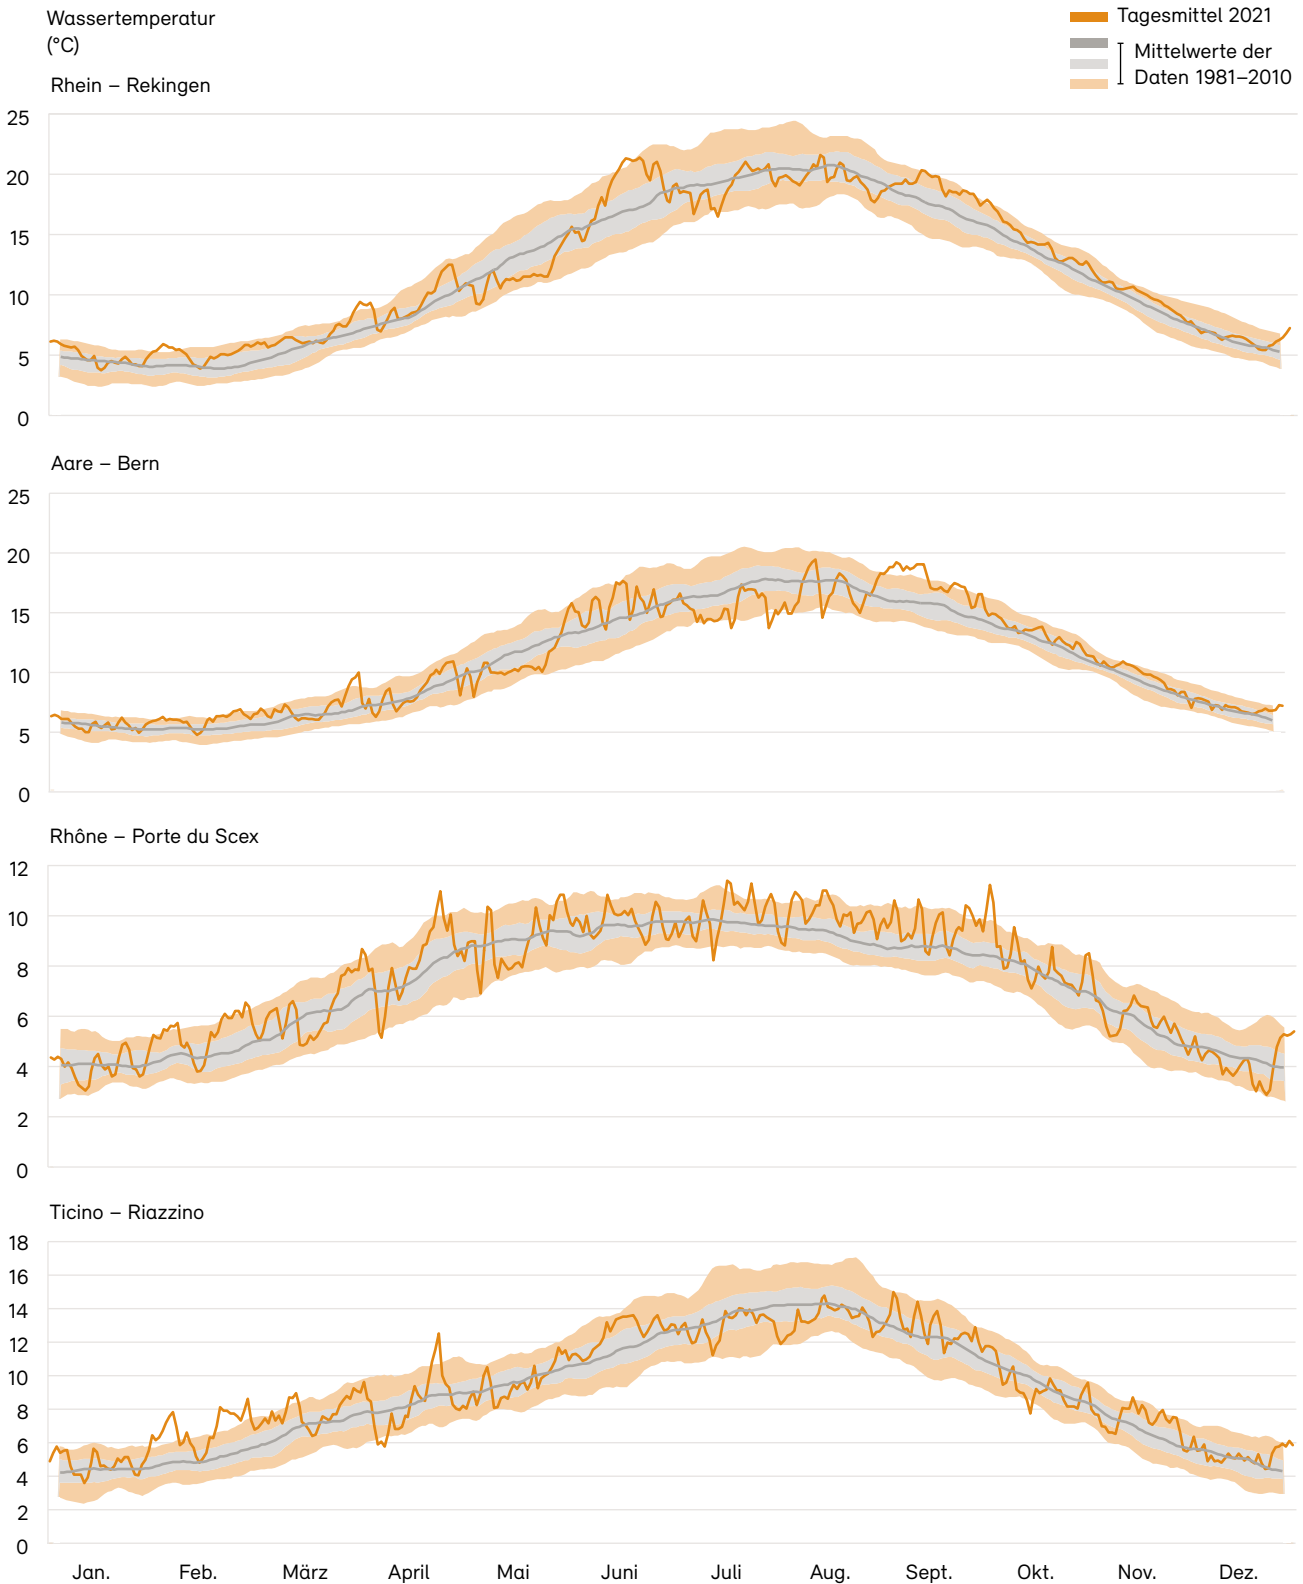 Wassertemperatur
(°C)
Tagesmittel 2021
Mittelwerte der
Daten 1981–2010
Rhein – Rekingen
25
20
15
10
5
0
Aare – Bern
25
20
15
10
5
0
Rhône – Porte du Scex
12
10
8
6
4
2
0
Ticino – Riazzino
18
16
14
12
10
8
6
4
2
0
Jan. Feb. März April Mai Juni Juli Aug. Sept. Okt. Nov. Dez.